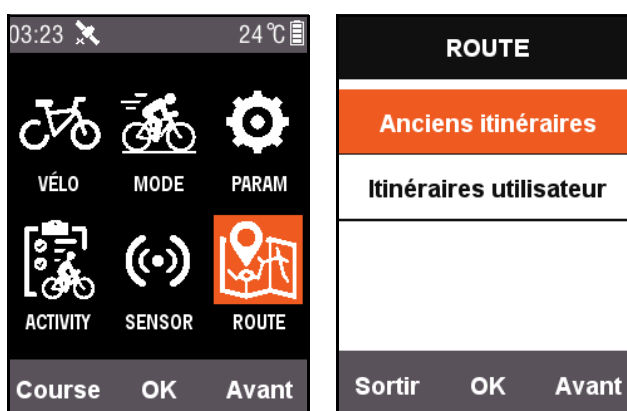 03:23 24℃
VÉLO MODE PARAM
ACTIVITY SENSOR ROUTE
Course OK Avant
ROUTE
Anciens itinéraires
Itinéraires utilisateur
Sortir OK Avant